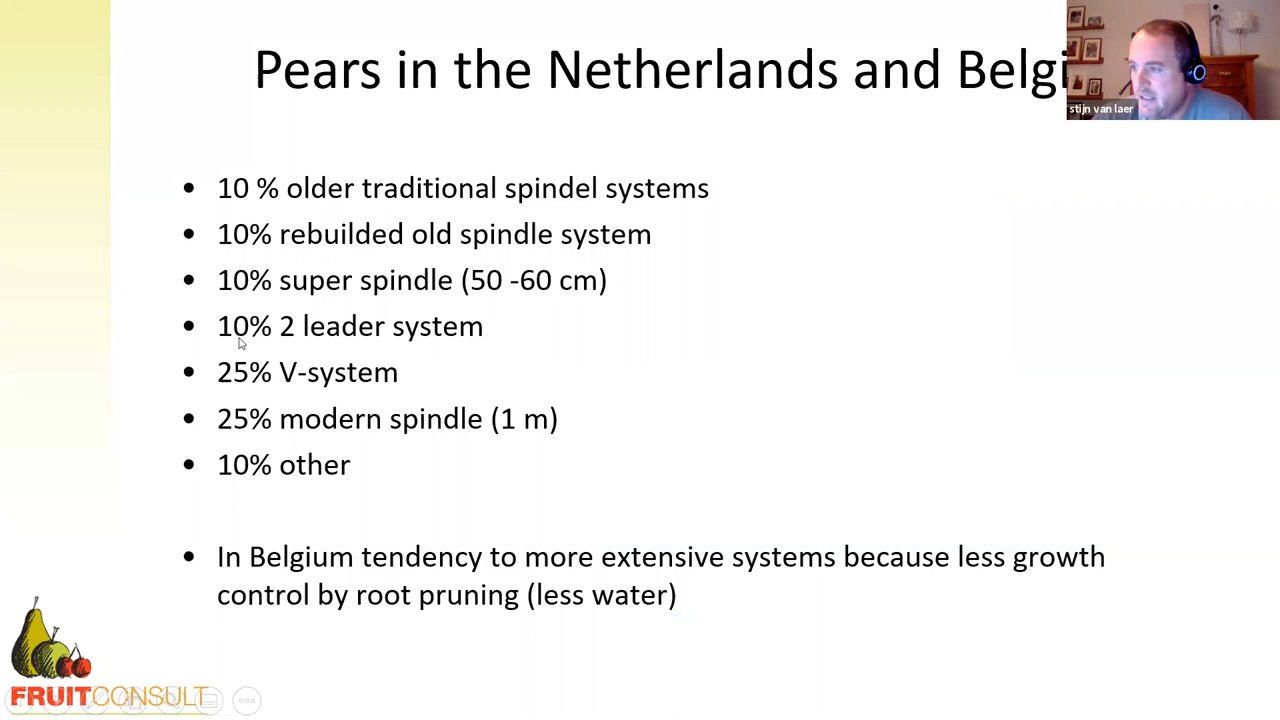 Pears in the Netherlands and Belgi
stijn van laer
• 10 % older traditional spindel systems
• 10% rebuilded old spindle system
• 10% super spindle (50 -60 cm)
• 10% 2 leader system
• 25% V-system
• 25% modern spindle (1 m)
• 10% other
• In Belgium tendency to more extensive systems because less growth
control by root pruning (less water)
FRUITCONSULT